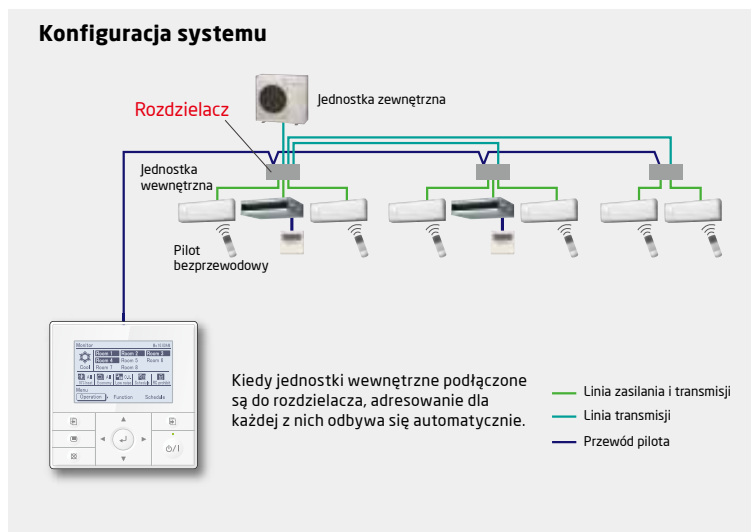 Konfiguracja systemu
Jednostka zewnętrzna
Rozdzielacz
Jednostka
wewnętrzna
Pilot
bezprzewodowy
Monitor
Room 1 Room 2 Room 3
Room 4 Room 5 Room 6
Cool Room 7 Room 8
Menu
Operation Function Schedule
Kiedy jednostki wewnętrzne podłączone
są do rozdzielacza, adresowanie dla
każdej z nich odbywa się automatycznie.
Linia zasilania i transmisji
Linia transmisji
Przewód pilota